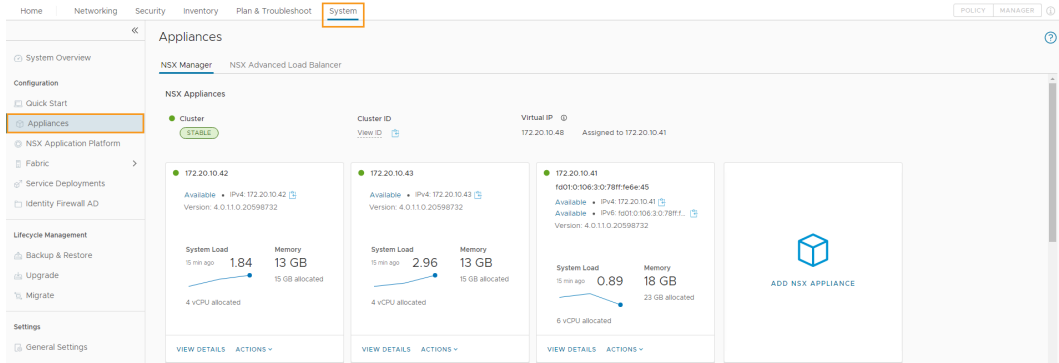 Home Networking Security Inventory Plan & Troubleshoot System POLICY MANAGER
Appliances
System Overview
NSX Manager NSX Advanced Load Balancer
Configuration
NSX Appliances
Quick Start
Cluster Cluster ID Virtual IP
Appliances
STABLE View ID 172.20.10.48 Assigned to 172.20.10.41
NSX Application Platform
Fabric
Service Deployments
Identity Firewall AD
Lifecycle Management
Backup & Restore
Upgrade
Migrate
Settings
General Settings
172.20.10.42
Available • IPv4: 172.20.10.42
Version: 4.0.1.1.0.20598732
System Load Memory
15 min ago 1.84 13 GB
15 GB allocated
4 vCPU allocated
VIEW DETAILS ACTIONS
172.20.10.43
Available • IPv4: 172.20.10.43
Version: 4.0.1.1.0.20598732
System Load Memory
15 min ago 2.96 13 GB
15 GB allocated
4 vCPU allocated
VIEW DETAILS ACTIONS
172.20.10.41
fd01:0:106:3:0:78ff:fe6e:45
Available • IPv4: 172.20.10.41
Available • IPv6: fd01:0:106:3:0:78ff:f...
Version: 4.0.1.1.0.20598732
System Load Memory
15 min ago 0.89 18 GB
23 GB allocated
6 vCPU allocated
VIEW DETAILS ACTIONS
ADD NSX APPLIANCE